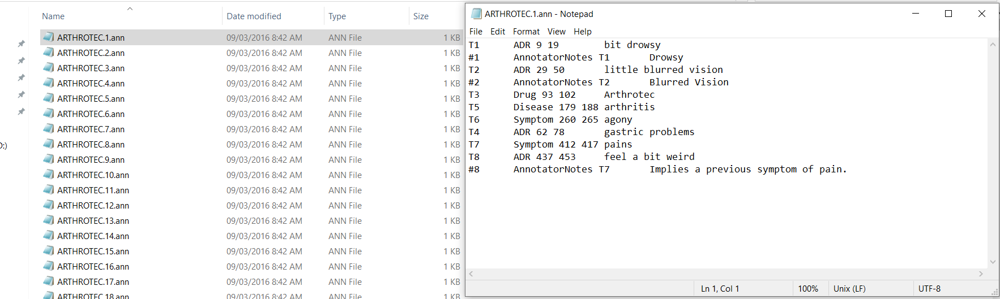 Name Date modified Type Size
ARTHROTEC.1.ann 09/03/2016 8:42 AM ANN File 1 KB
ARTHROTEC.2.ann 09/03/2016 8:42 AM ANN File 1 KB
ARTHROTEC.3.ann 09/03/2016 8:42 AM ANN File 1 KB
ARTHROTEC.4.ann 09/03/2016 8:42 AM ANN File 1 KB
ARTHROTEC.5.ann 09/03/2016 8:42 AM ANN File 1 KB
ARTHROTEC.6.ann 09/03/2016 8:42 AM ANN File 1 KB
ARTHROTEC.7.ann 09/03/2016 8:42 AM ANN File 1 KB
ARTHROTEC.8.ann 09/03/2016 8:42 AM ANN File 1 KB
ARTHROTEC.9.ann 09/03/2016 8:42 AM ANN File 1 KB
ARTHROTEC.10.ann 09/03/2016 8:42 AM ANN File 1 KB
ARTHROTEC.11.ann 09/03/2016 8:42 AM ANN File 1 KB
ARTHROTEC.12.ann 09/03/2016 8:42 AM ANN File 1 KB
ARTHROTEC.13.ann 09/03/2016 8:42 AM ANN File 1 KB
ARTHROTEC.14.ann 09/03/2016 8:42 AM ANN File 1 KB
ARTHROTEC.15.ann 09/03/2016 8:42 AM ANN File 1 KB
ARTHROTEC.16.ann 09/03/2016 8:42 AM ANN File 1 KB
ARTHROTEC.17.ann 09/03/2016 8:42 AM ANN File 1 KB
ARTHROTEC.18.ann 09/03/2016 8:42 AM ANN File 1 KB
ARTHROTEC.1.ann - Notepad
File Edit Format View Help
T1 ADR 9 19 bit drowsy
#1 AnnotatorNotes T1 Drowsy
T2 ADR 29 50 little blurred vision
#2 AnnotatorNotes T2 Blurred Vision
T3 Drug 93 102 Arthrotec
T5 Disease 179 188 arthritis
T6 Symptom 260 265 agony
T4 ADR 62 78 gastric problems
T7 Symptom 412 417 pains
T8 ADR 437 453 feel a bit weird
#8 AnnotatorNotes T7 Implies a previous symptom of pain.
Ln 1, Col 1 100% Unix (LF) UTF-8